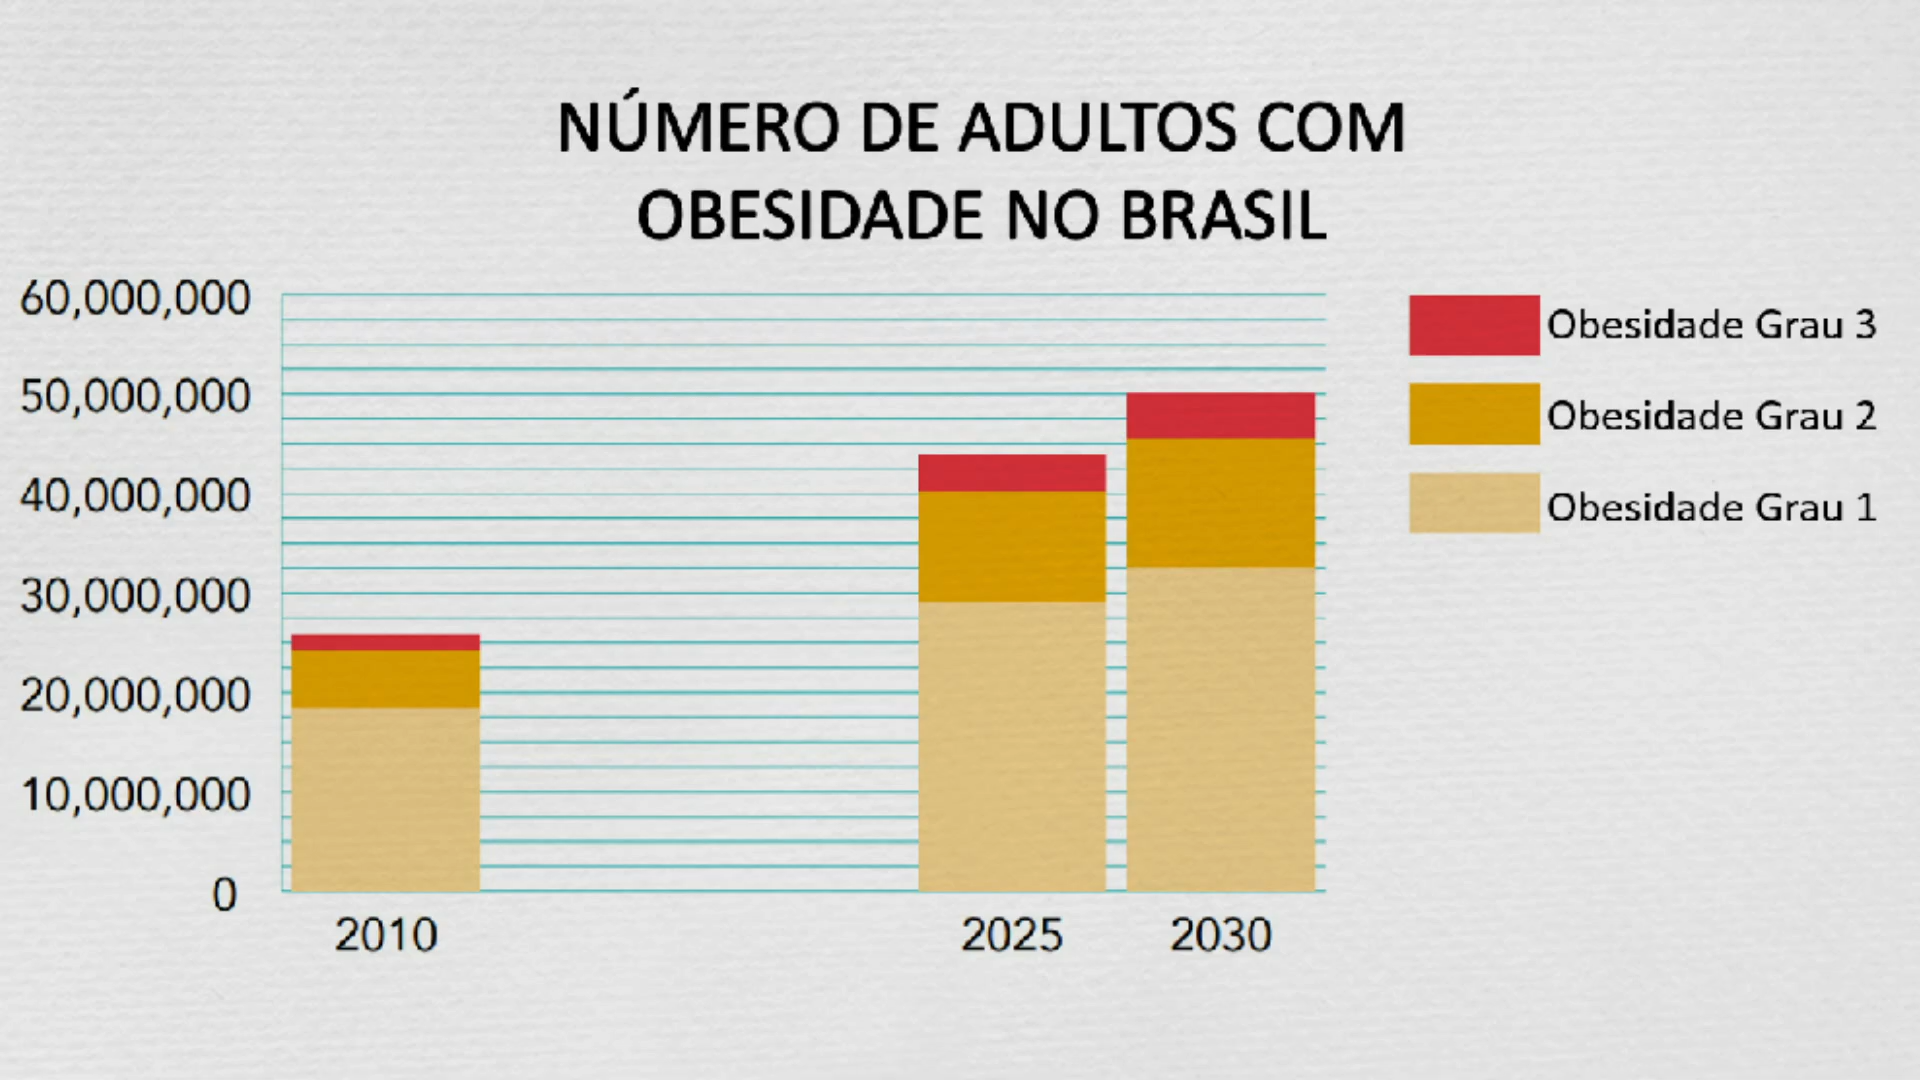 NÚMERO DE ADULTOS COM
OBESIDADE NO BRASIL
60,000,000
50,000,000
40,000,000
30,000,000
20,000,000
10,000,000
0
2010
2025
2030
Obesidade Grau 3
Obesidade Grau 2
Obesidade Grau 1